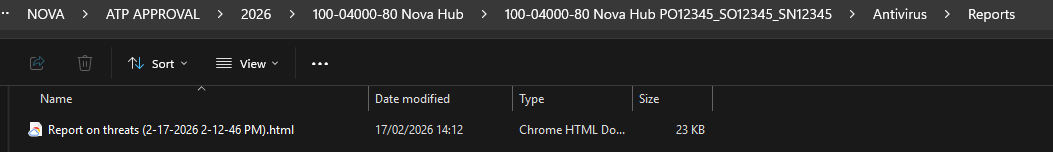 NOVA > ATP APPROVAL > 2026 > 100-04000-80 Nova Hub > 100-04000-80 Nova Hub PO12345_SO12345_SN12345 > Antivirus > Reports
Sort View
Name Date modified Type Size
Report on threats (2-17-2026 2-12-46 PM).html 17/02/2026 14:12 Chrome HTML Do... 23 KB